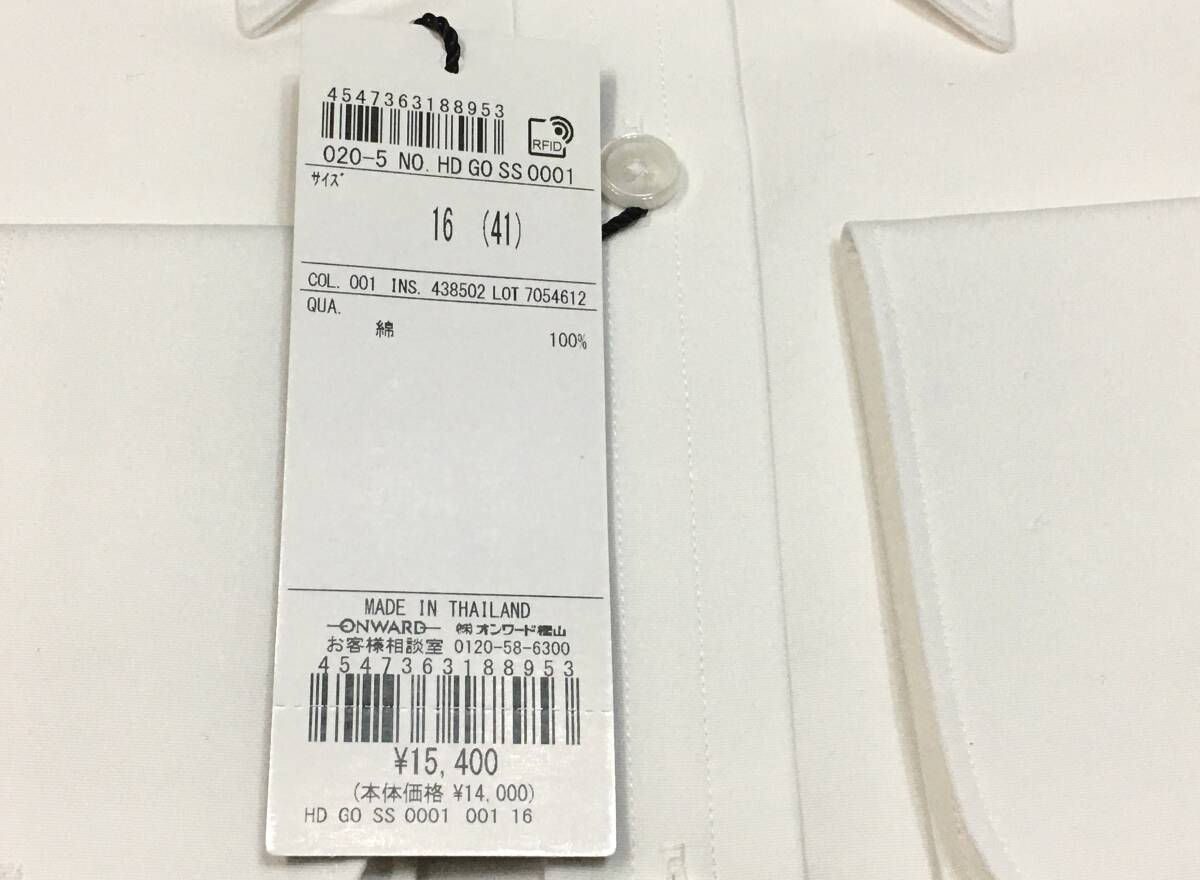 4547363188953
RFID
020-5 NO. HD GO SS 0001
サイズ
16 (41)
COL. 001 INS. 438502 LOT 7054612
QUA.
綿 100%
MADE IN THAILAND
ONWARD ㈱オンワード樫山
お客様相談室 0120-58-6300
4547363188953
¥15,400
(本体価格 ¥14,000)
HD GO SS 0001 001 16